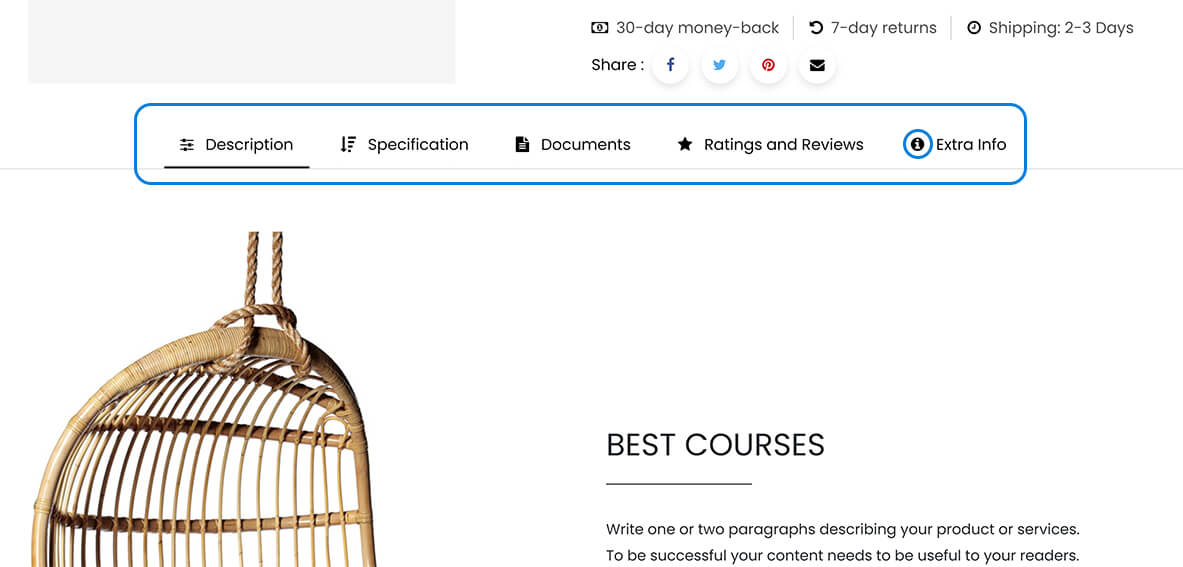 30-day money-back 7-day returns Shipping: 2-3 Days
Share :
Description Specification Documents Ratings and Reviews Extra Info
BEST COURSES
Write one or two paragraphs describing your product or services.
To be successful your content needs to be useful to your readers.